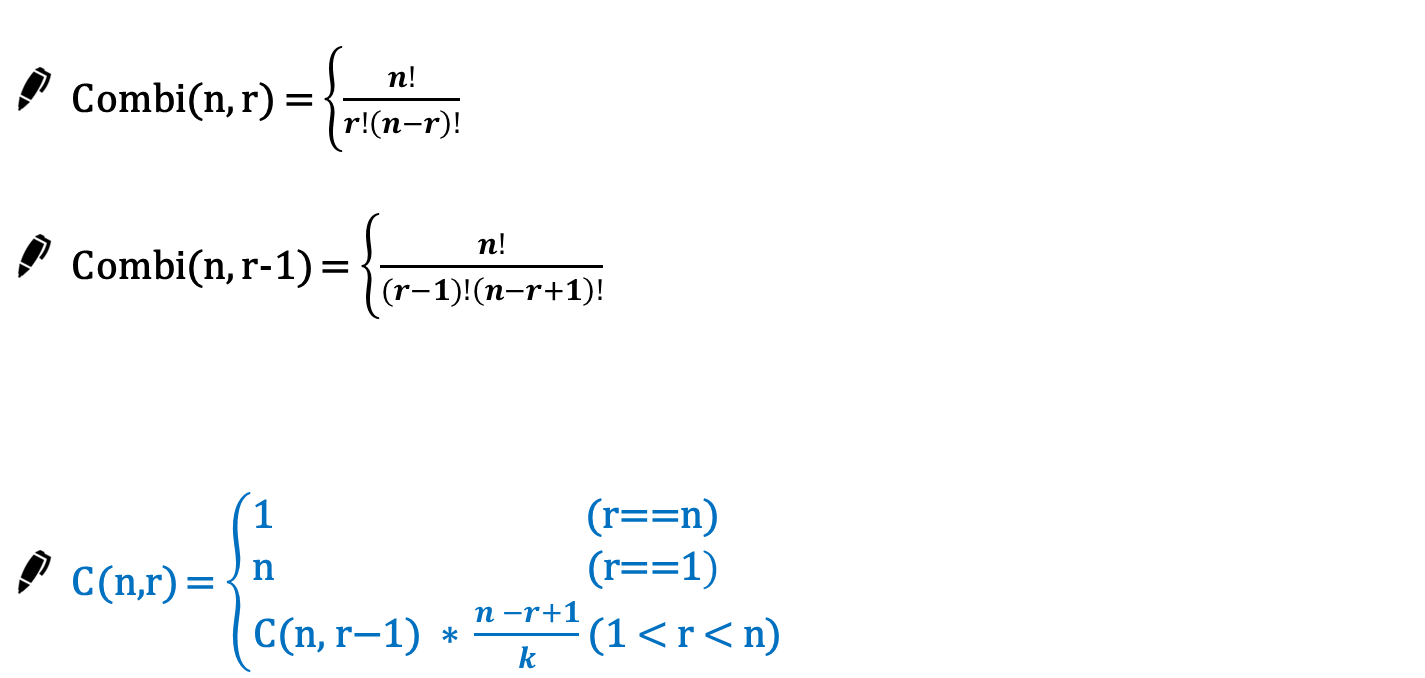 Combi(n, r) = { n! / r!(n−r)!
Combi(n, r-1) = { n! / (r−1)!(n−r+1)!
C(n,r) = { 1 (r==n)
n (r==1)
C(n, r−1) * n −r+1 / k (1 < r < n)